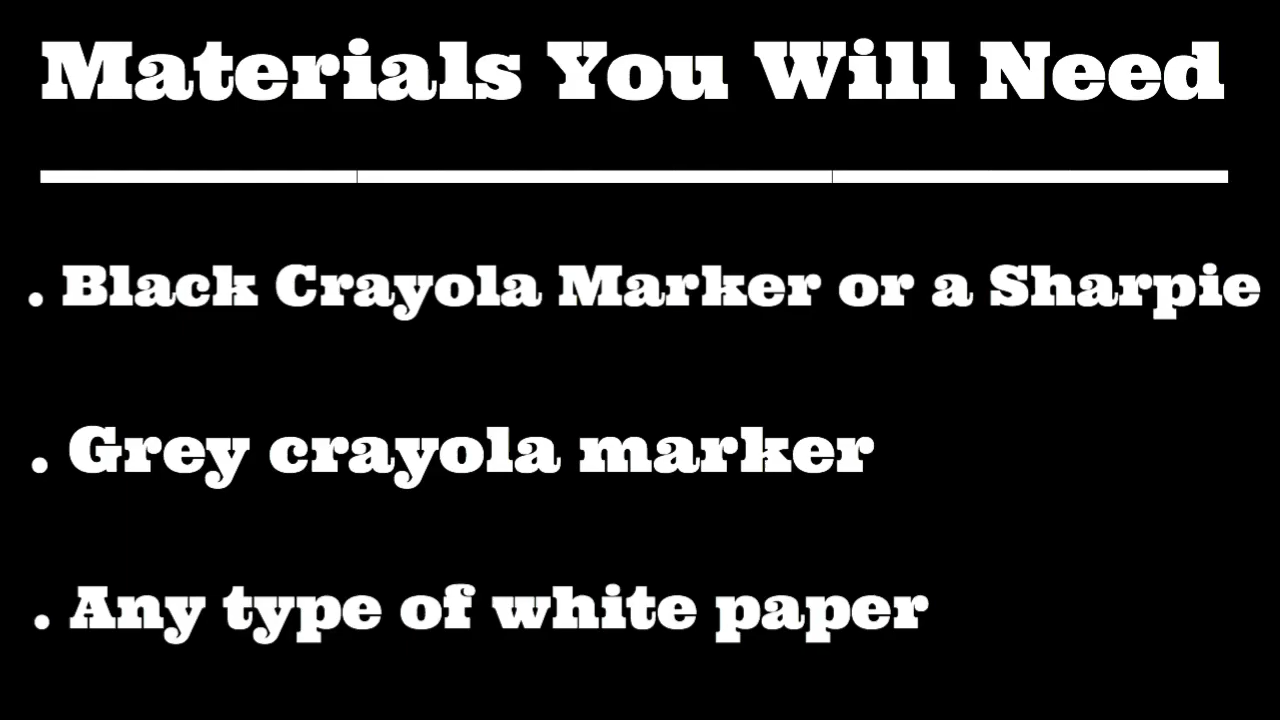 Materials You Will Need
. Black Crayola Marker or a Sharpie
. Grey crayola marker
. Any type of white paper